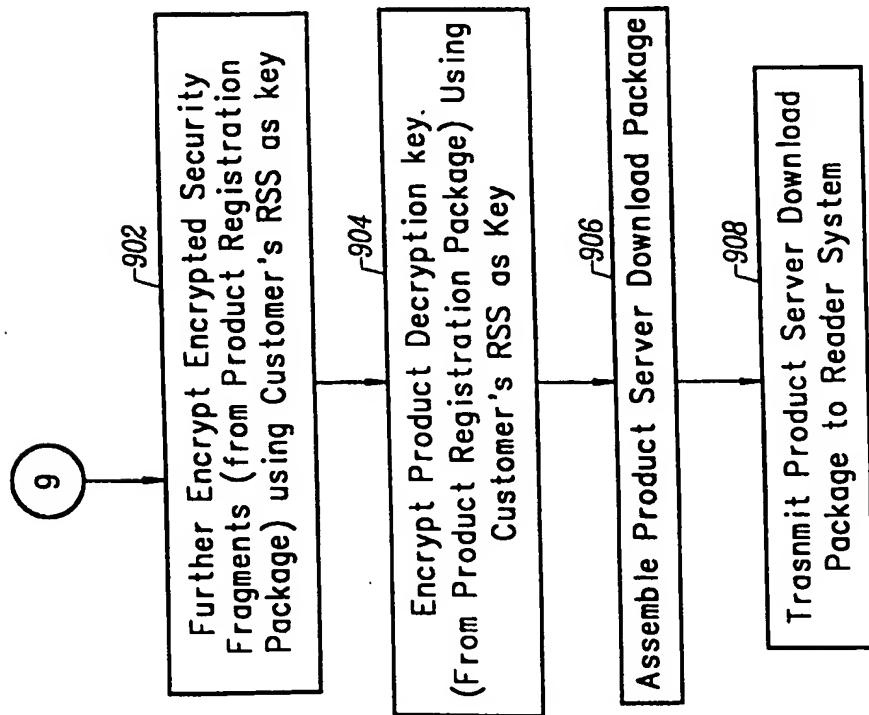 9
902
Further Encrypt Encrypted Security
Fragments (from Product Registration
Package) using Customer's RSS as key
904
Encrypt Product Decryption key.
(From Product Registration Package) Using
Customer's RSS as Key
906
Assemble Product Server Download Package
908
Trasnmit Product Server Download
Package to Reader System